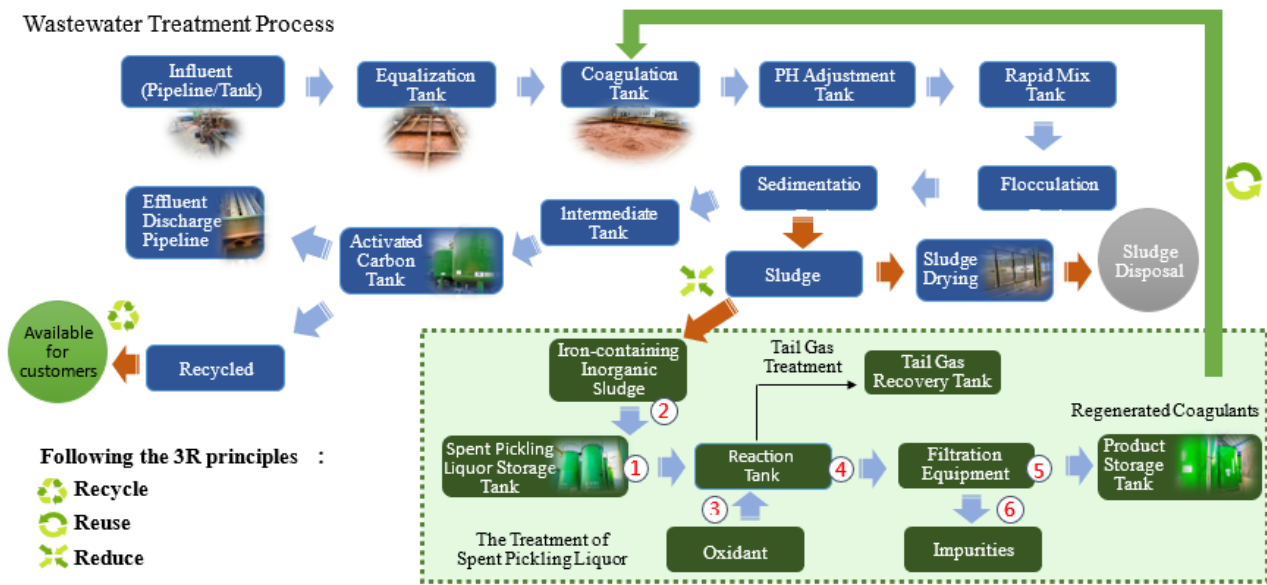 Wastewater Treatment Process
Influent
(Pipeline/Tank)
Equalization
Tank
Coagulation
Tank
PH Adjustment
Tank
Rapid Mix
Tank
Effluent
Discharge
Pipeline
Activated
Carbon
Tank
Intermediate
Tank
Sedimentatio
Flocculation
Sludge
Sludge
Drying
Sludge
Disposal
Available
for
customers
Recycled
Iron-containing
Inorganic
Sludge
2
Tail Gas
Treatment
Tail Gas
Recovery Tank
Regenerated Coagulants
Spent Pickling
Liquor Storage
Tank
1
Reaction
Tank
4
Filtration
Equipment
5
Product
Storage
Tank
3
6
The Treatment of
Spent Pickling Liquor
Oxidant
Impurities
Following the 3R principles :
Recycle
Reuse
Reduce